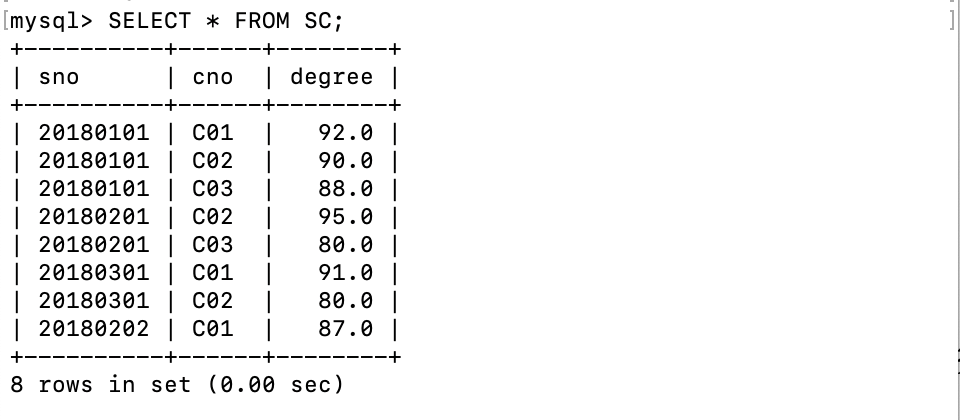 [mysql> SELECT * FROM SC; ]
+----------+------+--------+
| sno      | cno  | degree |
+----------+------+--------+
| 20180101 | C01  |   92.0 |
| 20180101 | C02  |   90.0 |
| 20180101 | C03  |   88.0 |
| 20180201 | C02  |   95.0 |
| 20180201 | C03  |   80.0 |
| 20180301 | C01  |   91.0 |
| 20180301 | C02  |   80.0 |
| 20180202 | C01  |   87.0 |
+----------+------+--------+
8 rows in set (0.00 sec)